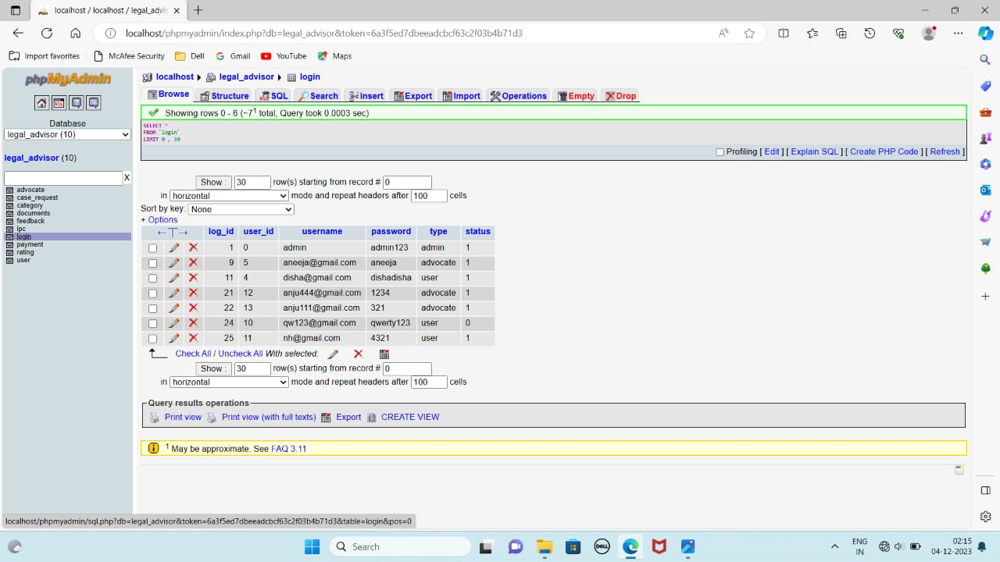 localhost / localhost / legal_advis
localhost/phpmyadmin/index.php?db=legal_advisor&token=6a3f5ed7dbeeadcbcf63c2f03b4b71d3
Import favorites McAfee Security Dell Gmail YouTube Maps
phpMyAdmin
localhost legal_advisor login
Browse Structure SQL Search Insert Export Import Operations Empty Drop
SQL
Database
legal_advisor (10)
legal_advisor (10)
X
advocate
case_request
category
documents
feedback
ipc
login
payment
rating
user
Showing rows 0 - 6 (~7¹ total, Query took 0.0003 sec)
SELECT *
FROM `login`
LIMIT 0 , 30
Profiling [ Edit ] [ Explain SQL ] [ Create PHP Code ] [ Refresh ]
Show : 30 row(s) starting from record # 0
in horizontal mode and repeat headers after 100 cells
Sort by key: None
+ Options
←T→ log_id user_id username password type status
1 0 admin admin123 admin 1
9 5 aneeja@gmail.com aneeja advocate 1
11 4 disha@gmail.com dishadisha user 1
21 12 anju444@gmail.com 1234 advocate 1
22 13 anju111@gmail.com 321 advocate 1
24 10 qw123@gmail.com qwerty123 user 0
25 11 nh@gmail.com 4321 user 1
Check All / Uncheck All With selected:
Show : 30 row(s) starting from record # 0
in horizontal mode and repeat headers after 100 cells
Query results operations
Print view Print view (with full texts) Export CREATE VIEW
¹ May be approximate. See FAQ 3.11
localhost/phpmyadmin/sql.php?db=legal_advisor&token=6a3f5ed7dbeeadcbcf63c2f03b4b71d3&table=login&pos=0
Search
DELL
ENG
IN
02:15
04-12-2023